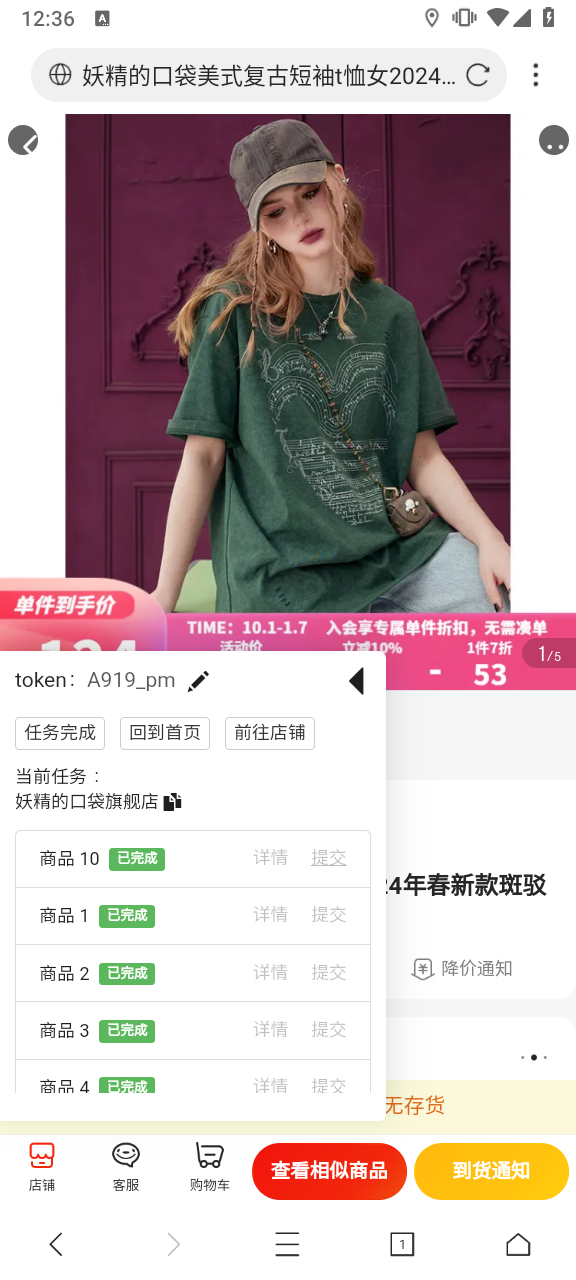 12:36
妖精的口袋美式复古短袖t恤女2024...
单件到手价
TIME：10.1-1.7 入会享专属单件折扣，无需凑单
活动价 立减10% 1件7折
- 53
1/5
token： A919_pm
任务完成 回到首页 前往店铺
当前任务：
妖精的口袋旗舰店
商品 10 已完成 详情 提交
商品 1 已完成 详情 提交
24年春新款斑驳
商品 2 已完成 详情 提交
降价通知
商品 3 已完成 详情 提交
商品 4 已完成 详情 提交
无存货
店铺 客服 购物车 查看相似商品 到货通知
1